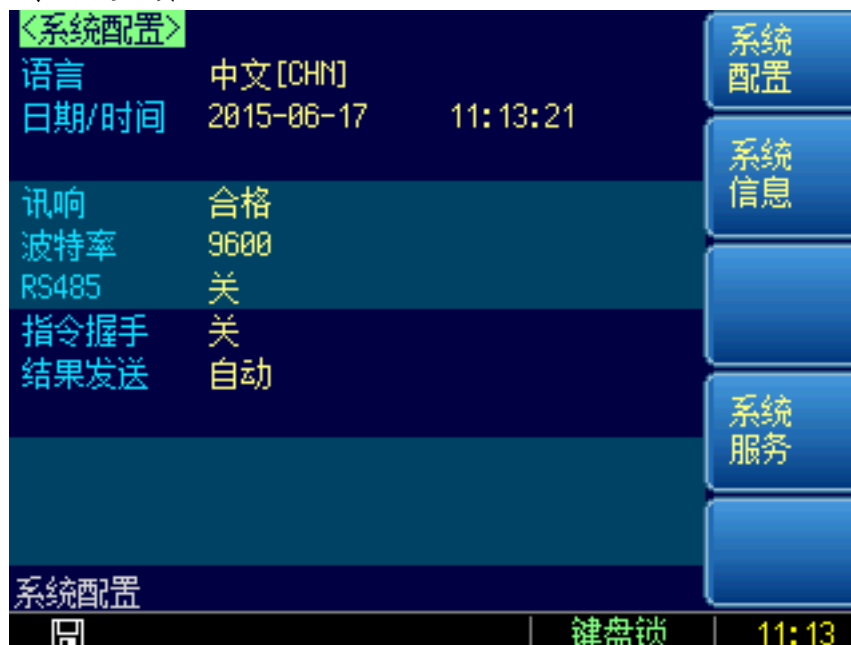 <系统配置>
语言 中文[CHN]
日期/时间 2015-06-17 11:13:21
讯响 合格
波特率 9600
RS485 关
指令握手 关
结果发送 自动
系统配置
系统
配置
系统
信息
系统
服务
键盘锁 11:13